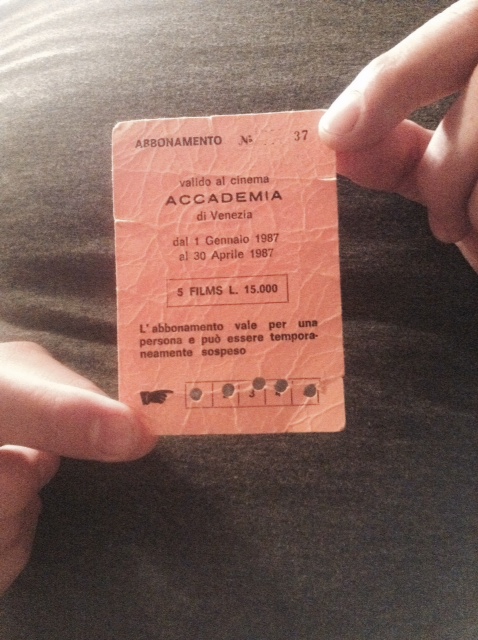 ABBONAMENTO N. 37
valido al cinema
ACCADEMIA
di Venezia
dal 1 Gennaio 1987
al 30 Aprile 1987
5 FILMS L. 15.000
L'abbonamento vale per una
persona e può essere tempora-
neamente sospeso
3